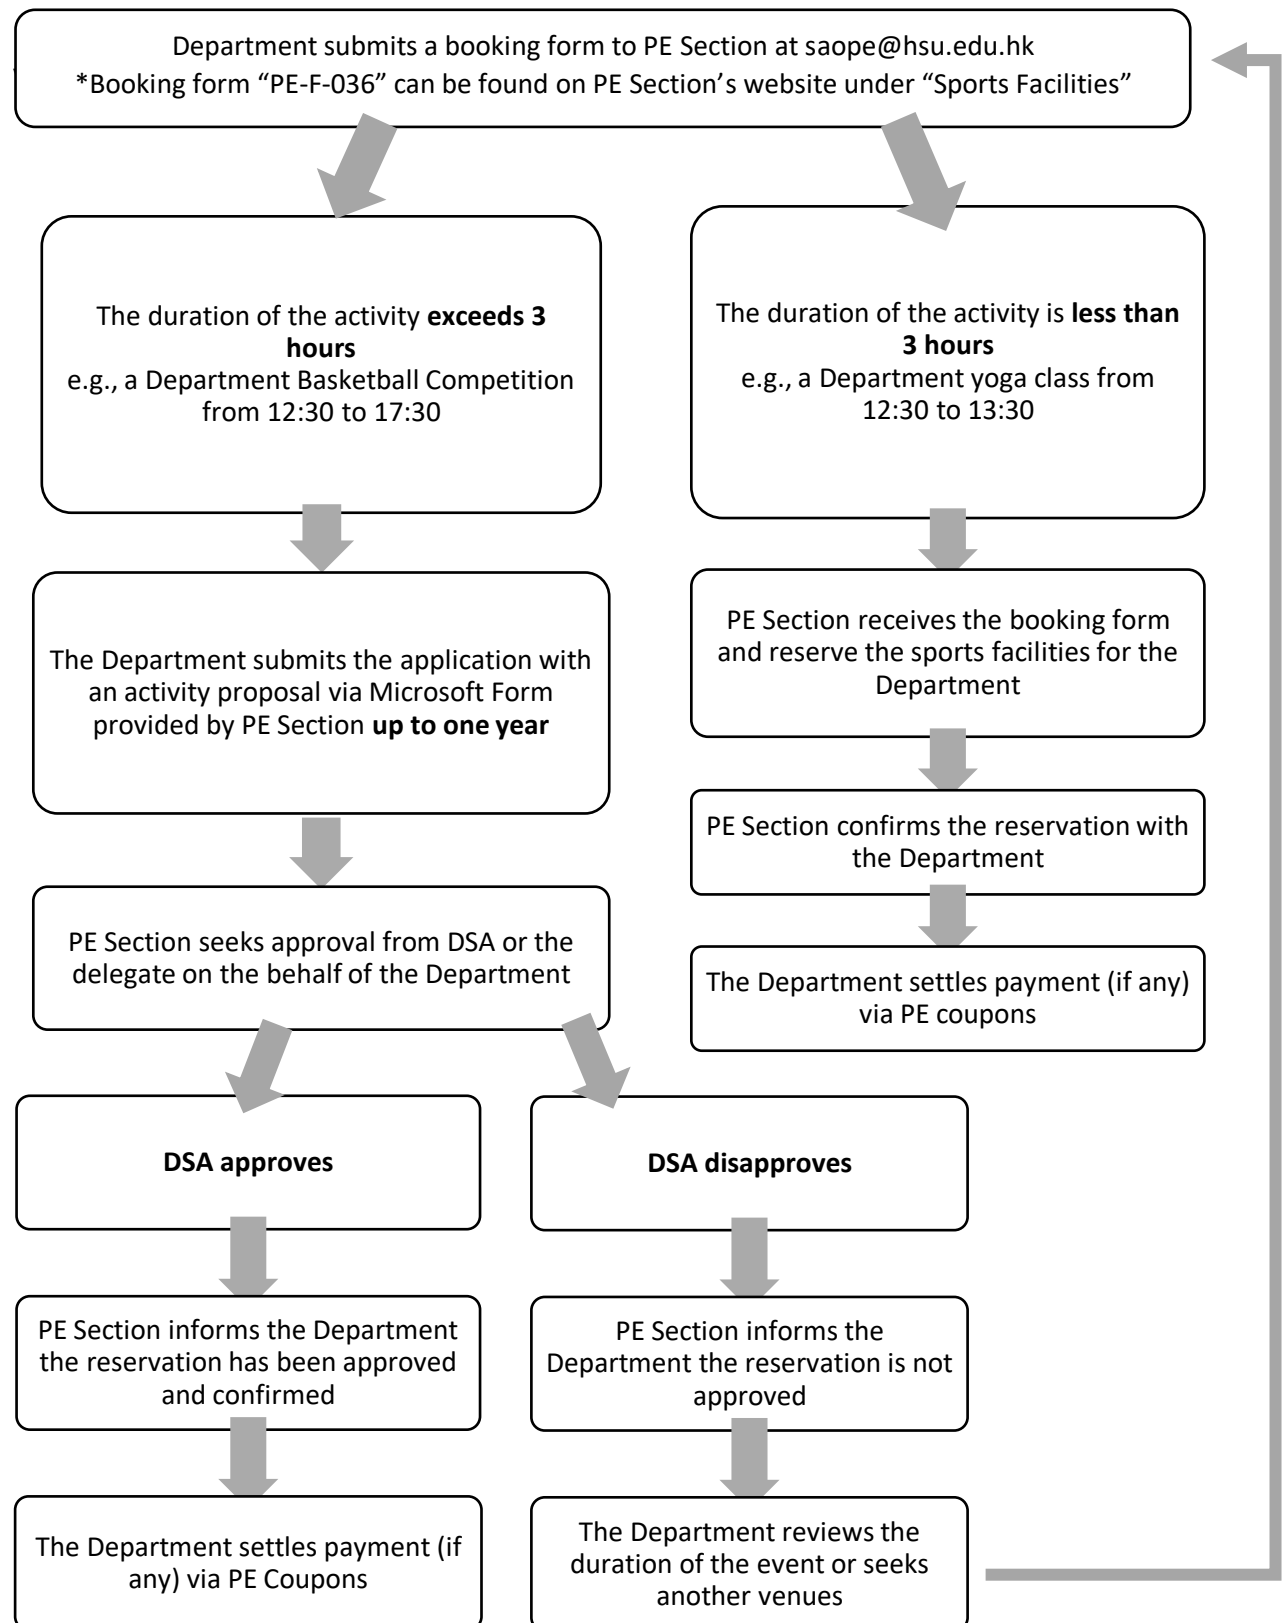 Department submits a booking form to PE Section at saope@hsu.edu.hk
*Booking form “PE-F-036” can be found on PE Section’s website under “Sports Facilities”
The duration of the activity exceeds 3
hours
e.g., a Department Basketball Competition
from 12:30 to 17:30
The duration of the activity is less than
3 hours
e.g., a Department yoga class from
12:30 to 13:30
The Department submits the application with
an activity proposal via Microsoft Form
provided by PE Section up to one year
PE Section receives the booking form
and reserve the sports facilities for the
Department
PE Section confirms the reservation with
the Department
PE Section seeks approval from DSA or the
delegate on the behalf of the Department
The Department settles payment (if any)
via PE coupons
DSA approves
DSA disapproves
PE Section informs the Department
the reservation has been approved
and confirmed
PE Section informs the
Department the reservation is not
approved
The Department settles payment (if
any) via PE Coupons
The Department reviews the
duration of the event or seeks
another venues